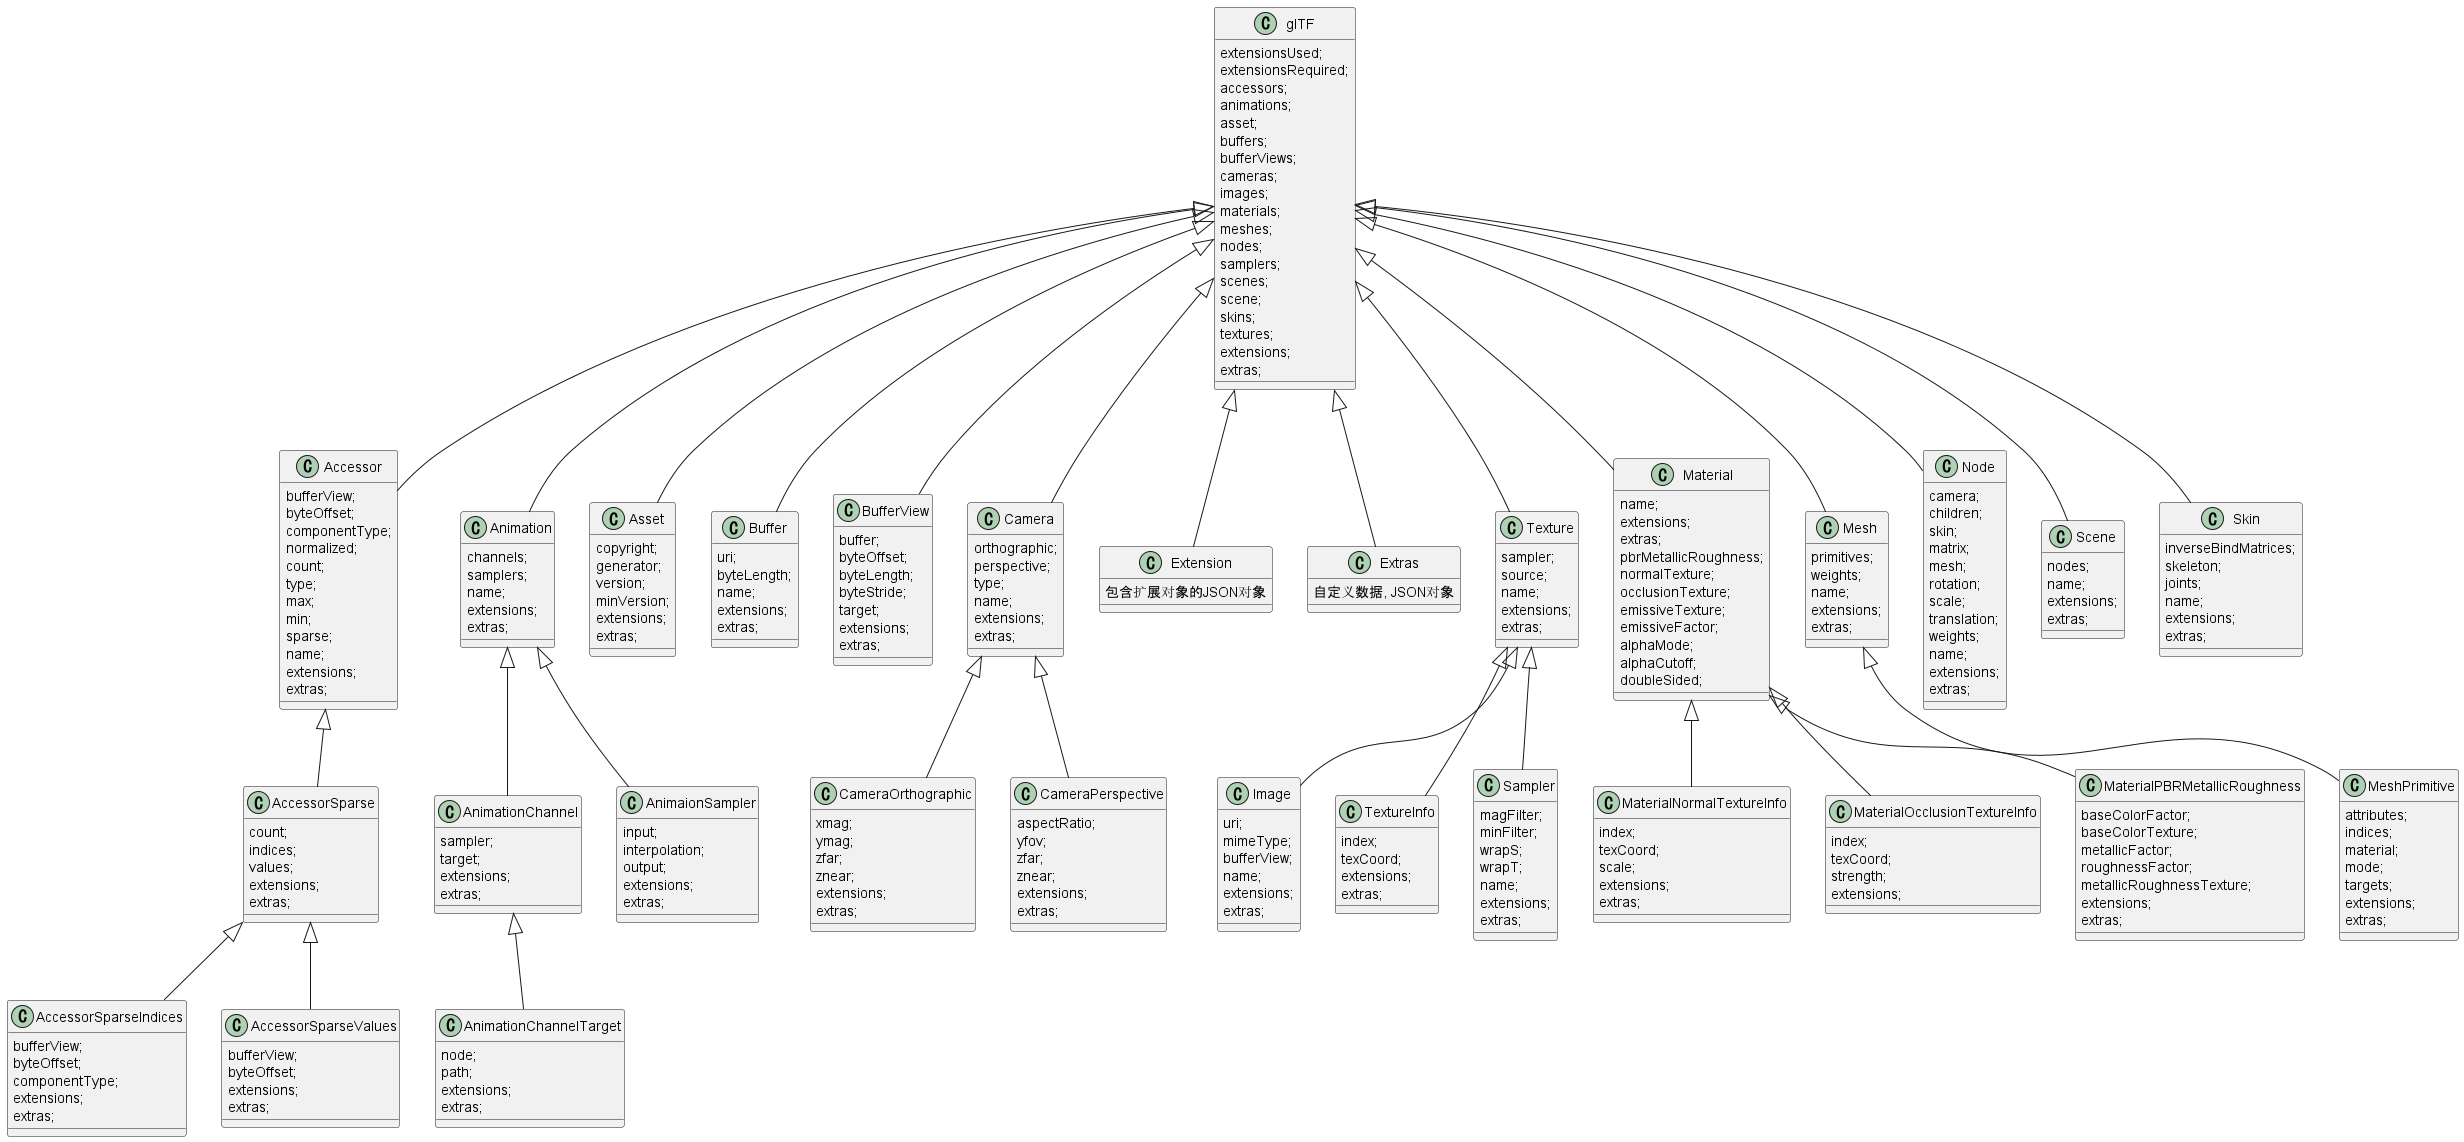 C glTF
extensionsUsed;
extensionsRequired;
accessors;
animations;
asset;
buffers;
bufferViews;
cameras;
images;
materials;
meshes;
nodes;
samplers;
scenes;
scene;
skins;
textures;
extensions;
extras;
C Accessor
bufferView;
byteOffset;
componentType;
normalized;
count;
type;
max;
min;
sparse;
name;
extensions;
extras;
C Animation
channels;
samplers;
name;
extensions;
extras;
C Asset
copyright;
generator;
version;
minVersion;
extensions;
extras;
C Buffer
uri;
byteLength;
name;
extensions;
extras;
C BufferView
buffer;
byteOffset;
byteLength;
byteStride;
target;
extensions;
extras;
C Camera
orthographic;
perspective;
type;
name;
extensions;
extras;
C Extension
包含扩展对象的JSON对象
C Extras
自定义数据, JSON对象
C Texture
sampler;
source;
name;
extensions;
extras;
C Material
name;
extensions;
extras;
pbrMetallicRoughness;
normalTexture;
occlusionTexture;
emissiveTexture;
emissiveFactor;
alphaMode;
alphaCutoff;
doubleSided;
C Mesh
primitives;
weights;
name;
extensions;
extras;
C Node
camera;
children;
skin;
matrix;
mesh;
rotation;
scale;
translation;
weights;
name;
extensions;
extras;
C Scene
nodes;
name;
extensions;
extras;
C Skin
inverseBindMatrices;
skeleton;
joints;
name;
extensions;
extras;
C AccessorSparse
count;
indices;
values;
extensions;
extras;
C AnimationChannel
sampler;
target;
extensions;
extras;
C AnimaionSampler
input;
interpolation;
output;
extensions;
extras;
C CameraOrthographic
xmag;
ymag;
zfar;
znear;
extensions;
extras;
C CameraPerspective
aspectRatio;
yfov;
zfar;
znear;
extensions;
extras;
C Image
uri;
mimeType;
bufferView;
name;
extensions;
extras;
C TextureInfo
index;
texCoord;
extensions;
extras;
C Sampler
magFilter;
minFilter;
wrapS;
wrapT;
name;
extensions;
extras;
C MaterialNormalTextureInfo
index;
texCoord;
scale;
extensions;
extras;
C MaterialOcclusionTextureInfo
index;
texCoord;
strength;
extensions;
C MaterialPBRMetallicRoughness
baseColorFactor;
baseColorTexture;
metallicFactor;
roughnessFactor;
metallicRoughnessTexture;
extensions;
extras;
C MeshPrimitive
attributes;
indices;
material;
mode;
targets;
extensions;
extras;
C AccessorSparseIndices
bufferView;
byteOffset;
componentType;
extensions;
extras;
C AccessorSparseValues
bufferView;
byteOffset;
extensions;
extras;
C AnimationChannelTarget
node;
path;
extensions;
extras;